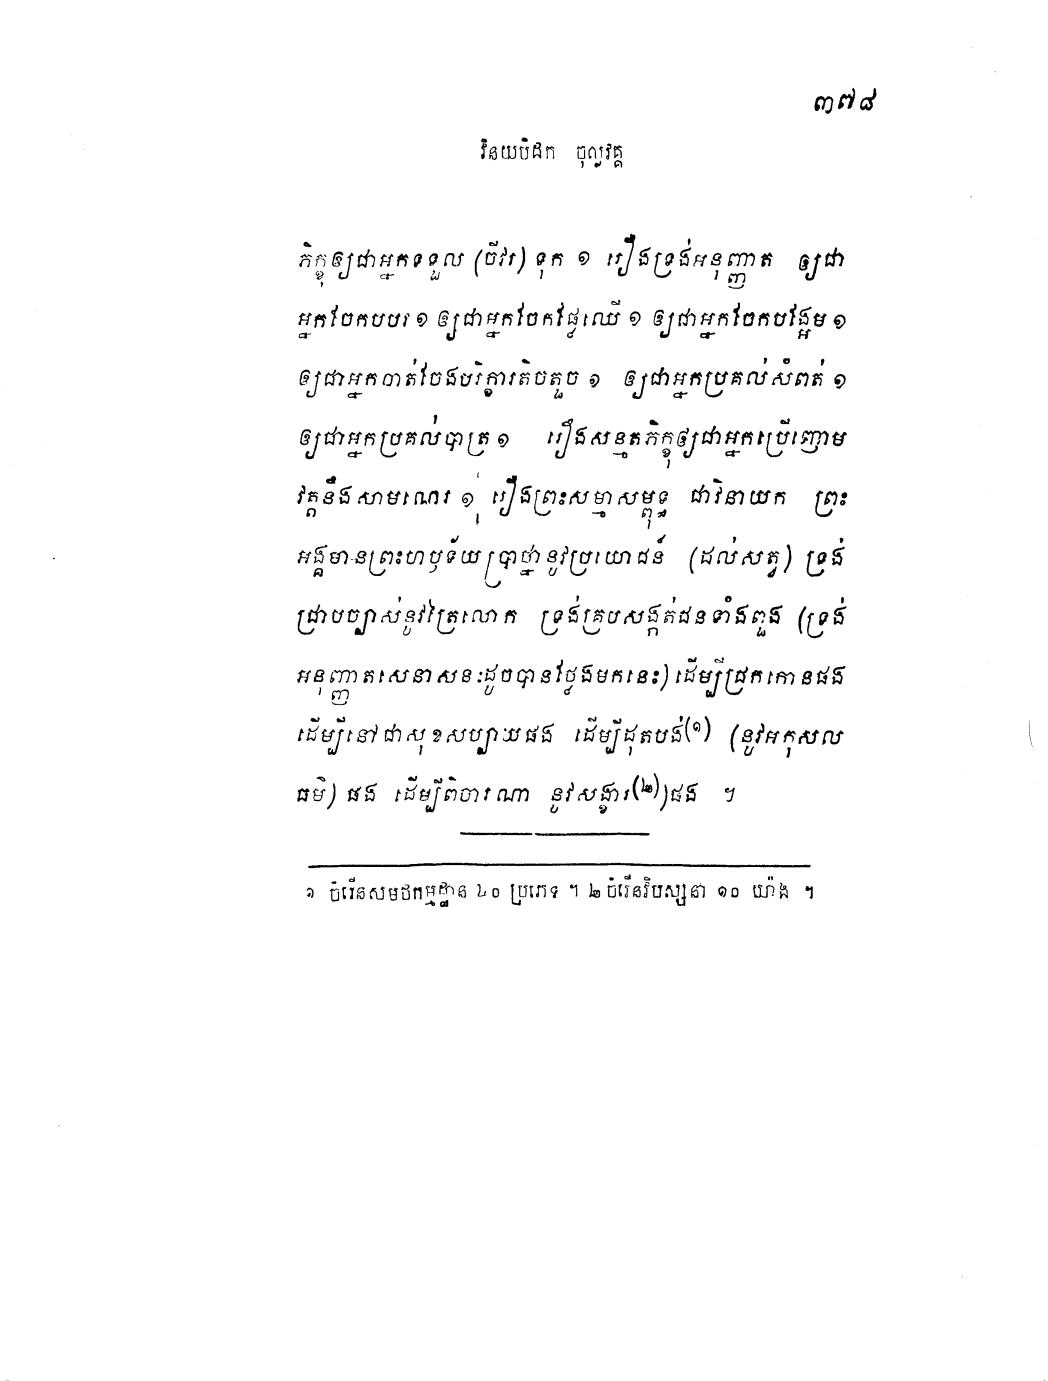 ៣៧៨
វិនយបិដក ចុល្លវគ្គ
ភិក្ខុឲ្យជាអ្នកទទួល (ចីវរ) ទុក ១ រឿងទ្រង់អនុញ្ញាត ឲ្យជា
អ្នកចែកបបរ ១ ឲ្យជាអ្នកចែកផ្លែឈើ ១ ឲ្យជាអ្នកចែកបង្អែម ១
ឲ្យជាអ្នកចាត់ចែងបរិក្ខារតិចតួច ១ ឲ្យជាអ្នកប្រគល់សំពត់ ១
ឲ្យជាអ្នកប្រគល់បាត្រ ១ រឿងសន្មតភិក្ខុឲ្យជាអ្នកប្រើញោម
វត្តនឹងសាមណេរ ១ រឿងព្រះសម្មាសម្ពុទ្ធ ជាវិនាយក ព្រះ
អង្គមានព្រះហឫទ័យប្រាថ្នានូវប្រយោជន៍ (ដល់សត្វ) ទ្រង់
ជ្រាបច្បាស់នូវត្រៃលោក ទ្រង់គ្របសង្កត់ជនទាំងពួង (ទ្រង់
អនុញ្ញាតសេនាសនៈដូចបានថ្លែងមកនេះ) ដើម្បីជ្រកកោនផង
ដើម្បីនៅជាសុខសប្បាយផង ដើម្បីដុតបង់(១) (នូវអកុសល
ធម៌) ផង ដើម្បីពិចារណា នូវសង្ខារ(២))ផង ។
១ ចំរើនសមថកម្មដ្ឋាន ៤០ ប្រភេទ ។ ២ ចំរើនវិបស្សនា ១០ យ៉ាង ។